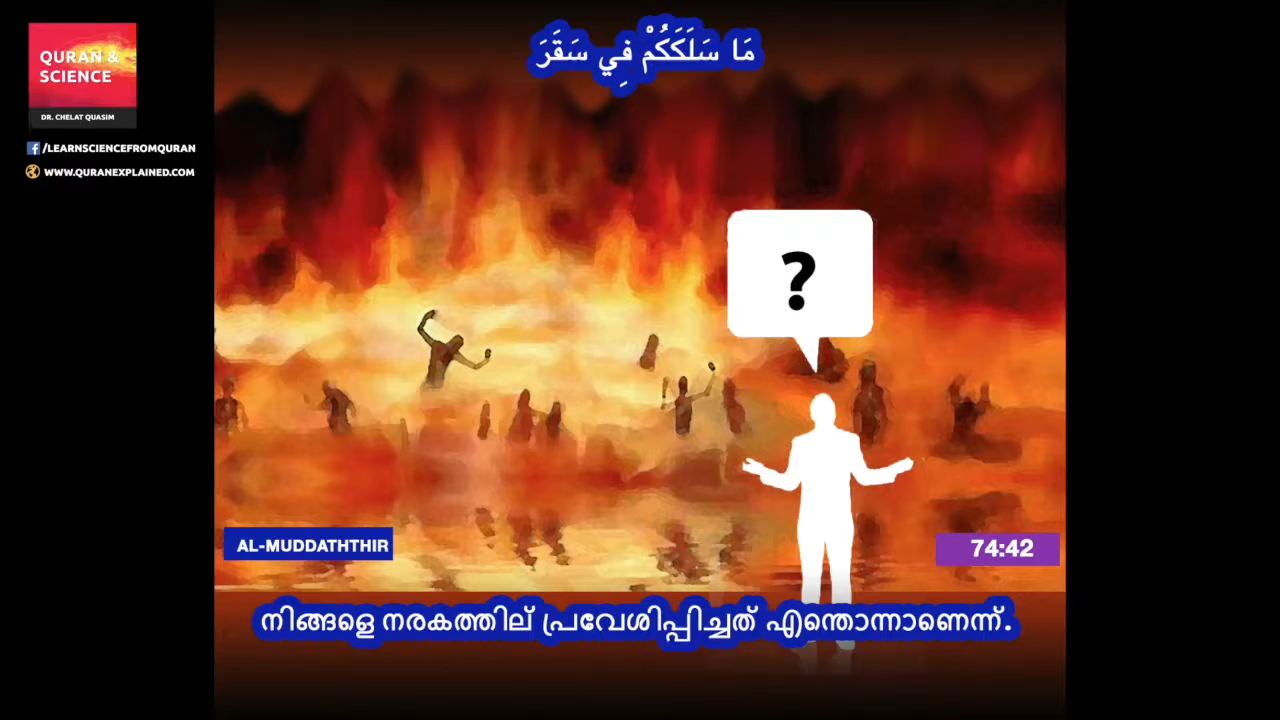 مَا سَلَكَكُمْ فِي سَقَرَ
QURAN &
SCIENCE
DR. CHELAT QUASIM
/LEARNSCIENCEFROMQURAN
WWW.QURANEXPLAINED.COM
?
AL-MUDDATHTHIR
74:42
നിങ്ങളെ നരകത്തില് പ്രവേശിപ്പിച്ചത് എന്തൊന്നാണെന്ന്.